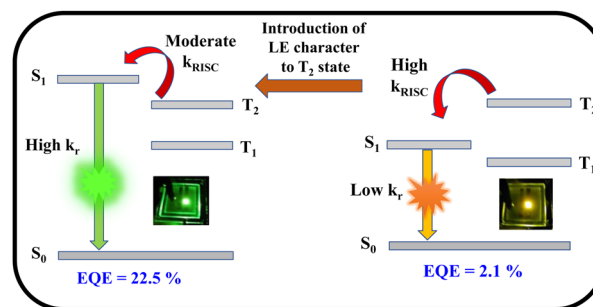 Introduction of
LE character
to T2 state
Moderate
kRISC
S1
T2
High kr
T1
S0
EQE = 22.5 %
High
kRISC
T2
S1
T1
Low kr
S0
EQE = 2.1 %